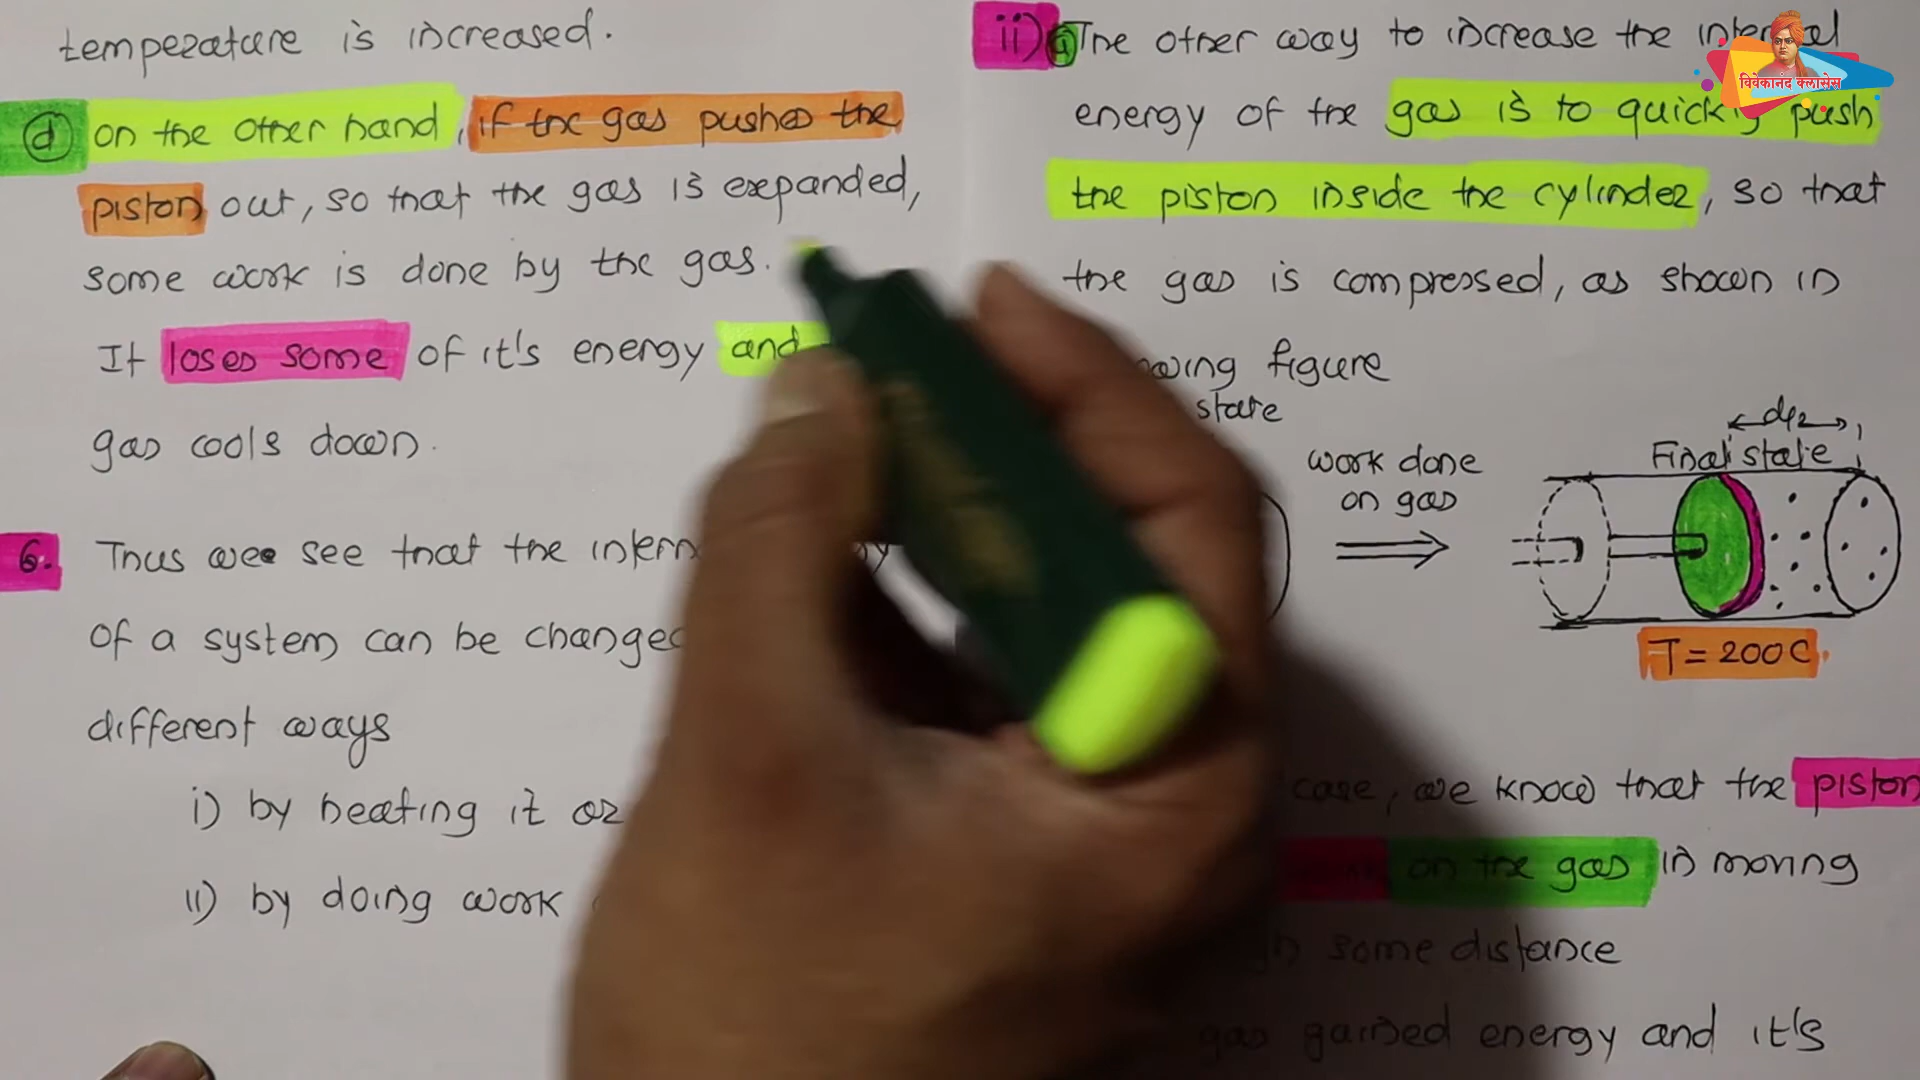 temperature is increased.
d on the other hand, if the gas pushes the
piston out, so that the gas is expanded,
some work is done by the gas.
It loses some of it's energy and
gas cools down.
6. Thus we see that the
of a system can be changed
different ways
i) by heating it or
ii) by doing work
ii) The other way to increase the internal
energy of the gas is to quickly push
the piston inside the cylinder, so that
the gas is compressed, as shown in
figure
state
work done
on gas
dx
Final state
T = 200C.
case, we know that the piston
on the gas in moving
some distance
gas gained energy and it's
विवेकानंद क्लासेस